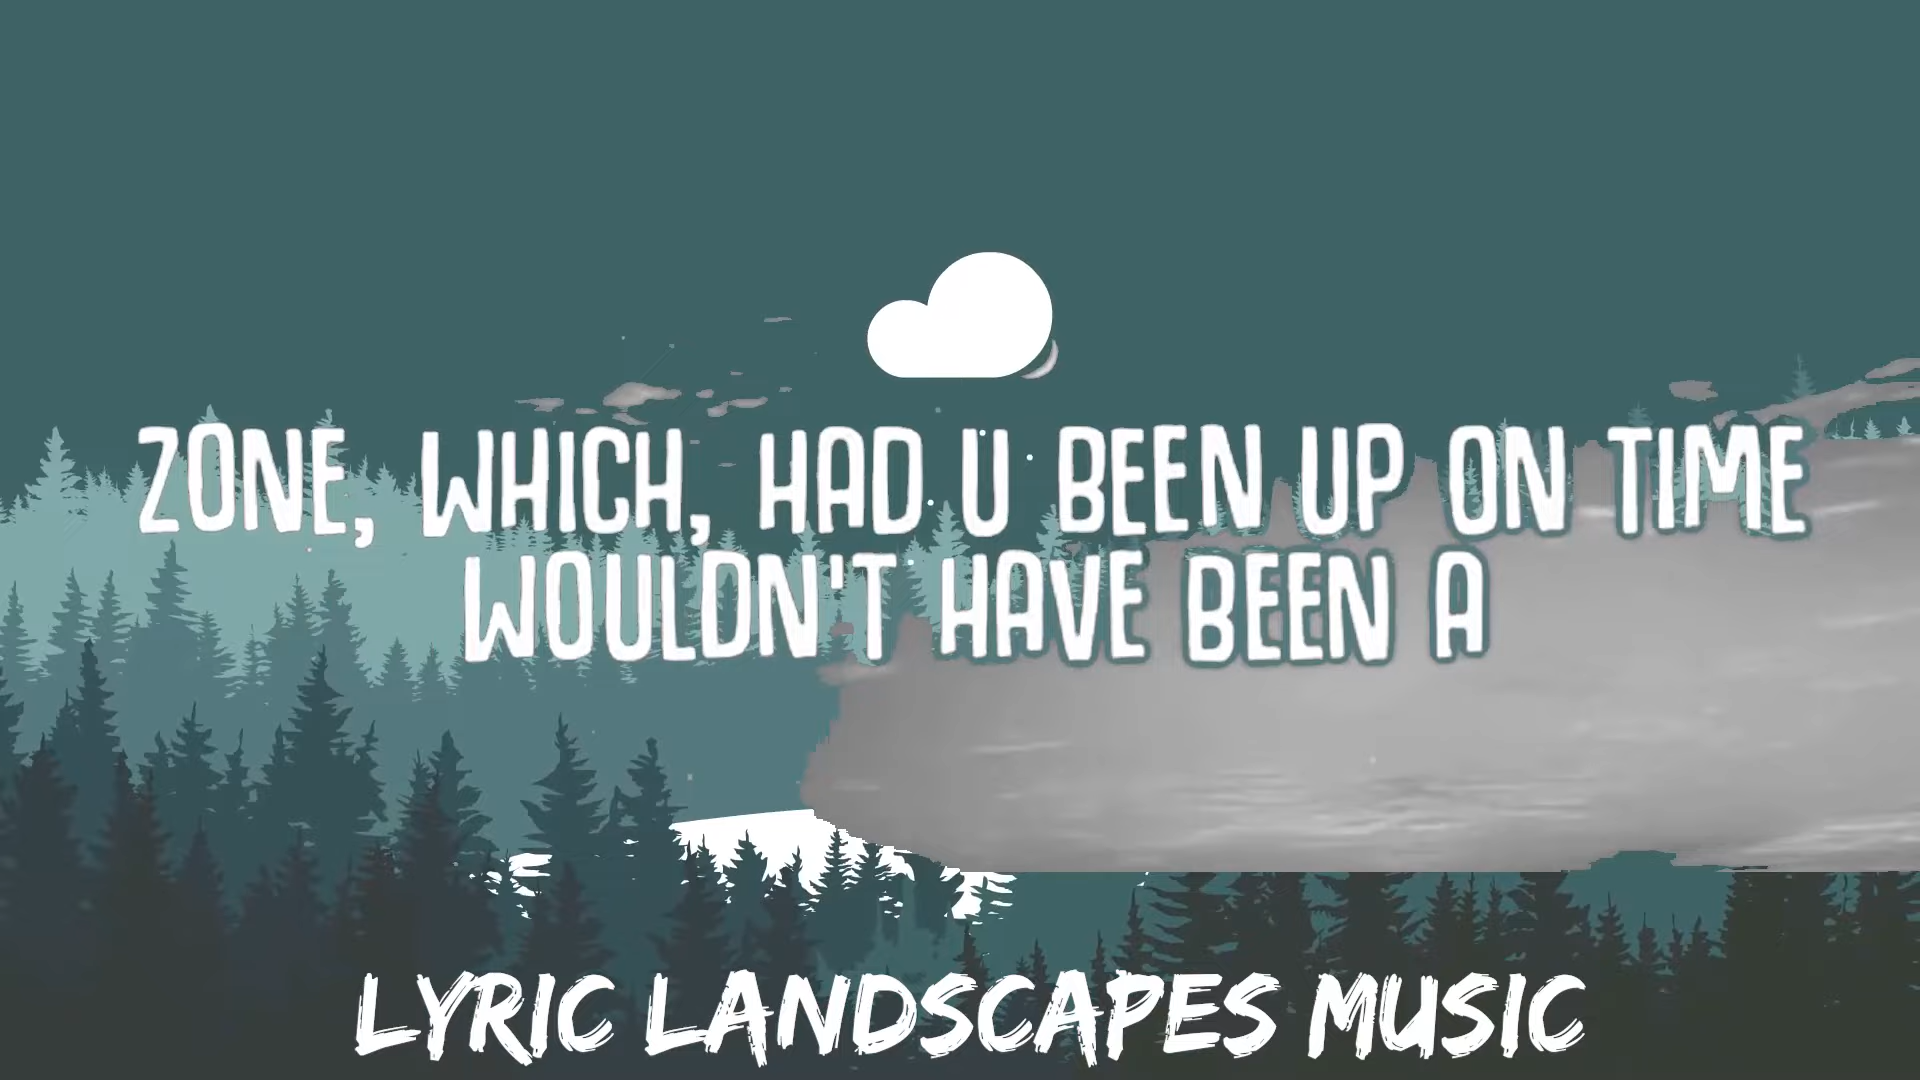 ZONE, WHICH, HAD U BEEN UP ON TIME
WOULDN'T HAVE BEEN A
LYRIC LANDSCAPES MUSIC